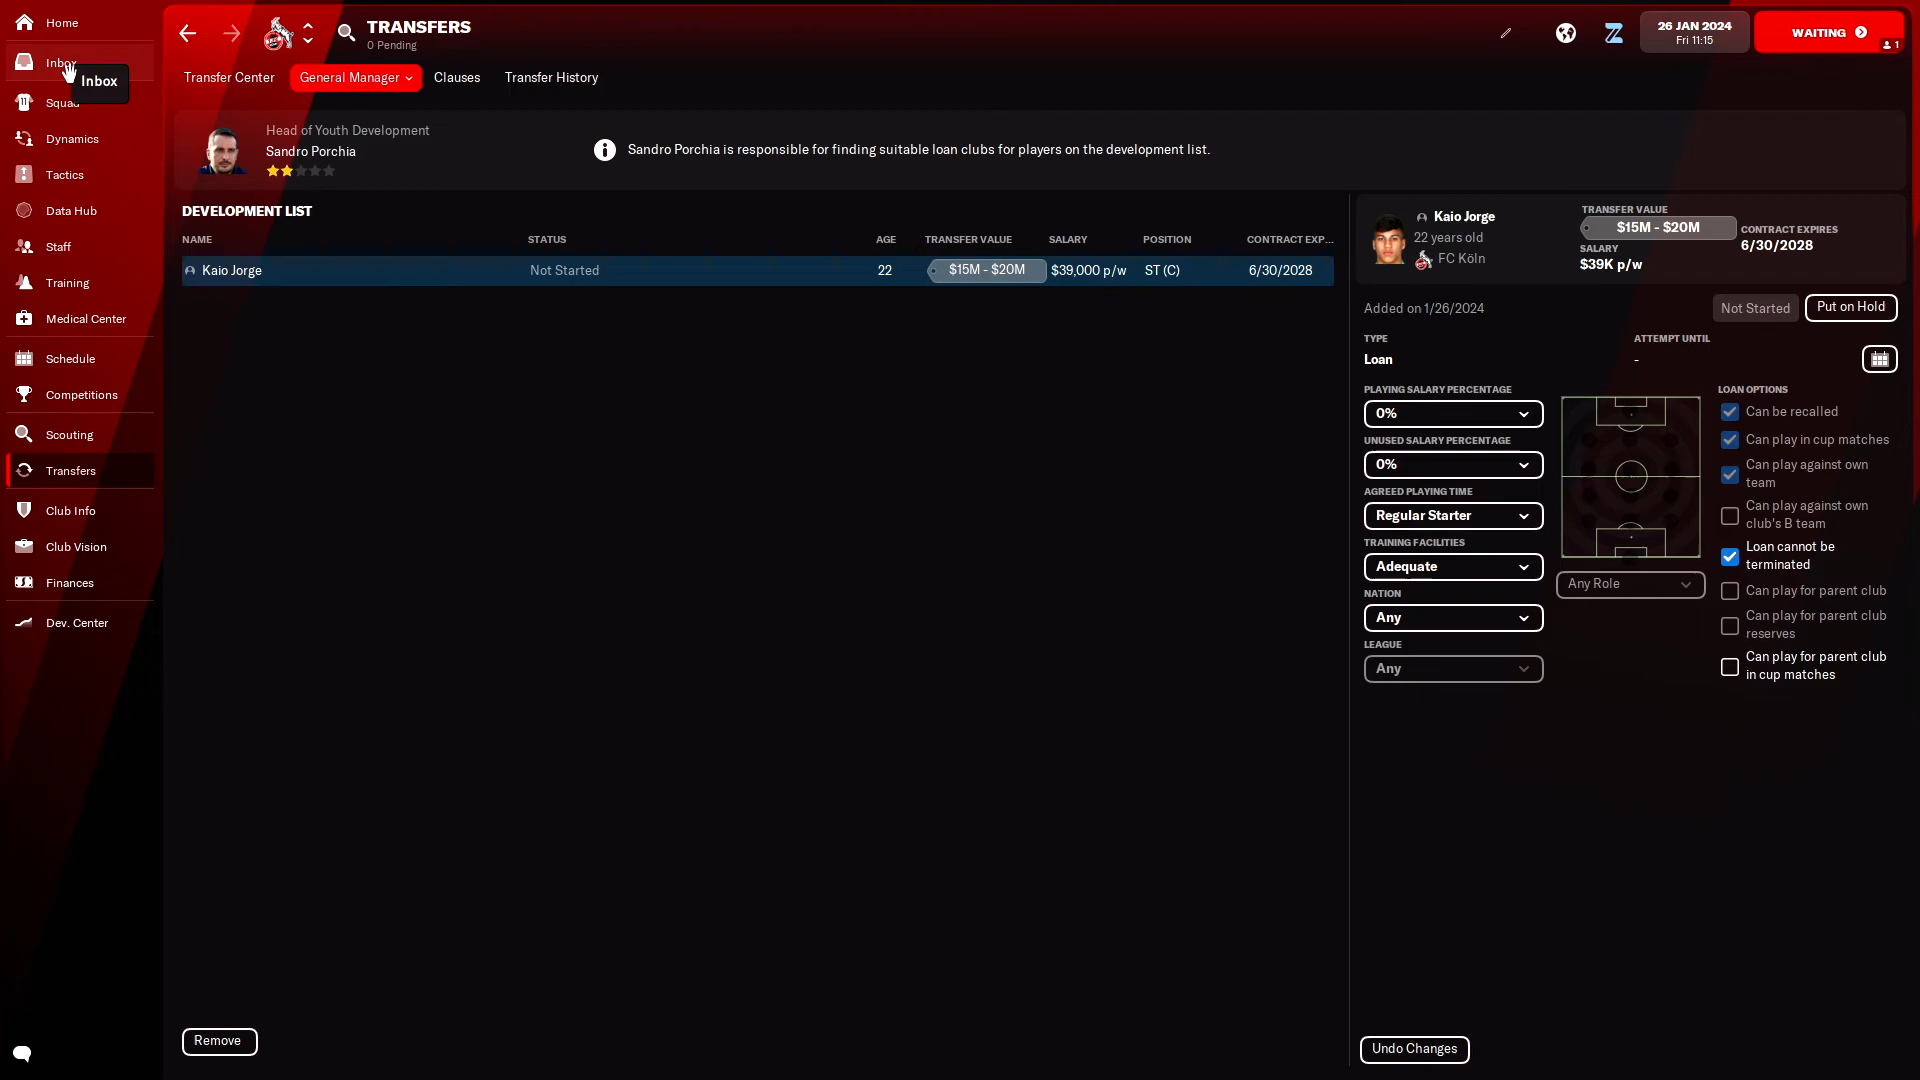 Home
Inbox
Inbox
Squad
Dynamics
Tactics
Data Hub
Staff
Training
Medical Center
Schedule
Competitions
Scouting
Transfers
Club Info
Club Vision
Finances
Dev. Center
TRANSFERS
0 Pending
26 JAN 2024
Fri 11:15
WAITING
1
Transfer Center
General Manager
Clauses
Transfer History
Head of Youth Development
Sandro Porchia
Sandro Porchia is responsible for finding suitable loan clubs for players on the development list.
DEVELOPMENT LIST
NAME STATUS AGE TRANSFER VALUE SALARY POSITION CONTRACT EXP...
Kaio Jorge Not Started 22 $15M - $20M $39,000 p/w ST (C) 6/30/2028
Remove
Kaio Jorge
22 years old
FC Köln
TRANSFER VALUE
$15M - $20M
SALARY
$39K p/w
CONTRACT EXPIRES
6/30/2028
Added on 1/26/2024
Not Started
Put on Hold
TYPE
Loan
ATTEMPT UNTIL
-
PLAYING SALARY PERCENTAGE
0%
UNUSED SALARY PERCENTAGE
0%
AGREED PLAYING TIME
Regular Starter
TRAINING FACILITIES
Adequate
NATION
Any
LEAGUE
Any
Any Role
LOAN OPTIONS
Can be recalled
Can play in cup matches
Can play against own
team
Can play against own
club's B team
Loan cannot be
terminated
Can play for parent club
Can play for parent club
reserves
Can play for parent club
in cup matches
Undo Changes